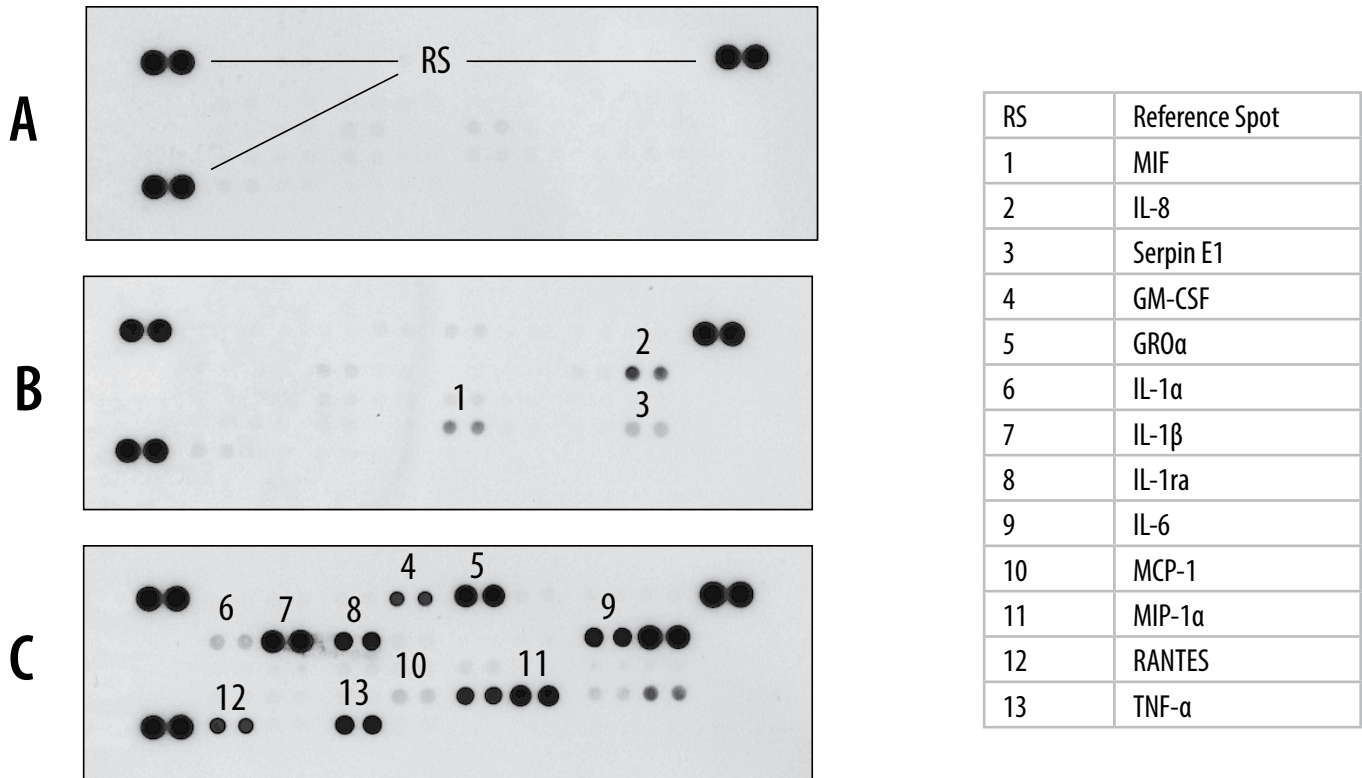 A
RS
B
1
2
3
C
4
5
6
7
8
9
10
11
12
13
RS Reference Spot
1 MIF
2 IL-8
3 Serpin E1
4 GM-CSF
5 GROα
6 IL-1α
7 IL-1β
8 IL-1ra
9 IL-6
10 MCP-1
11 MIP-1α
12 RANTES
13 TNF-α